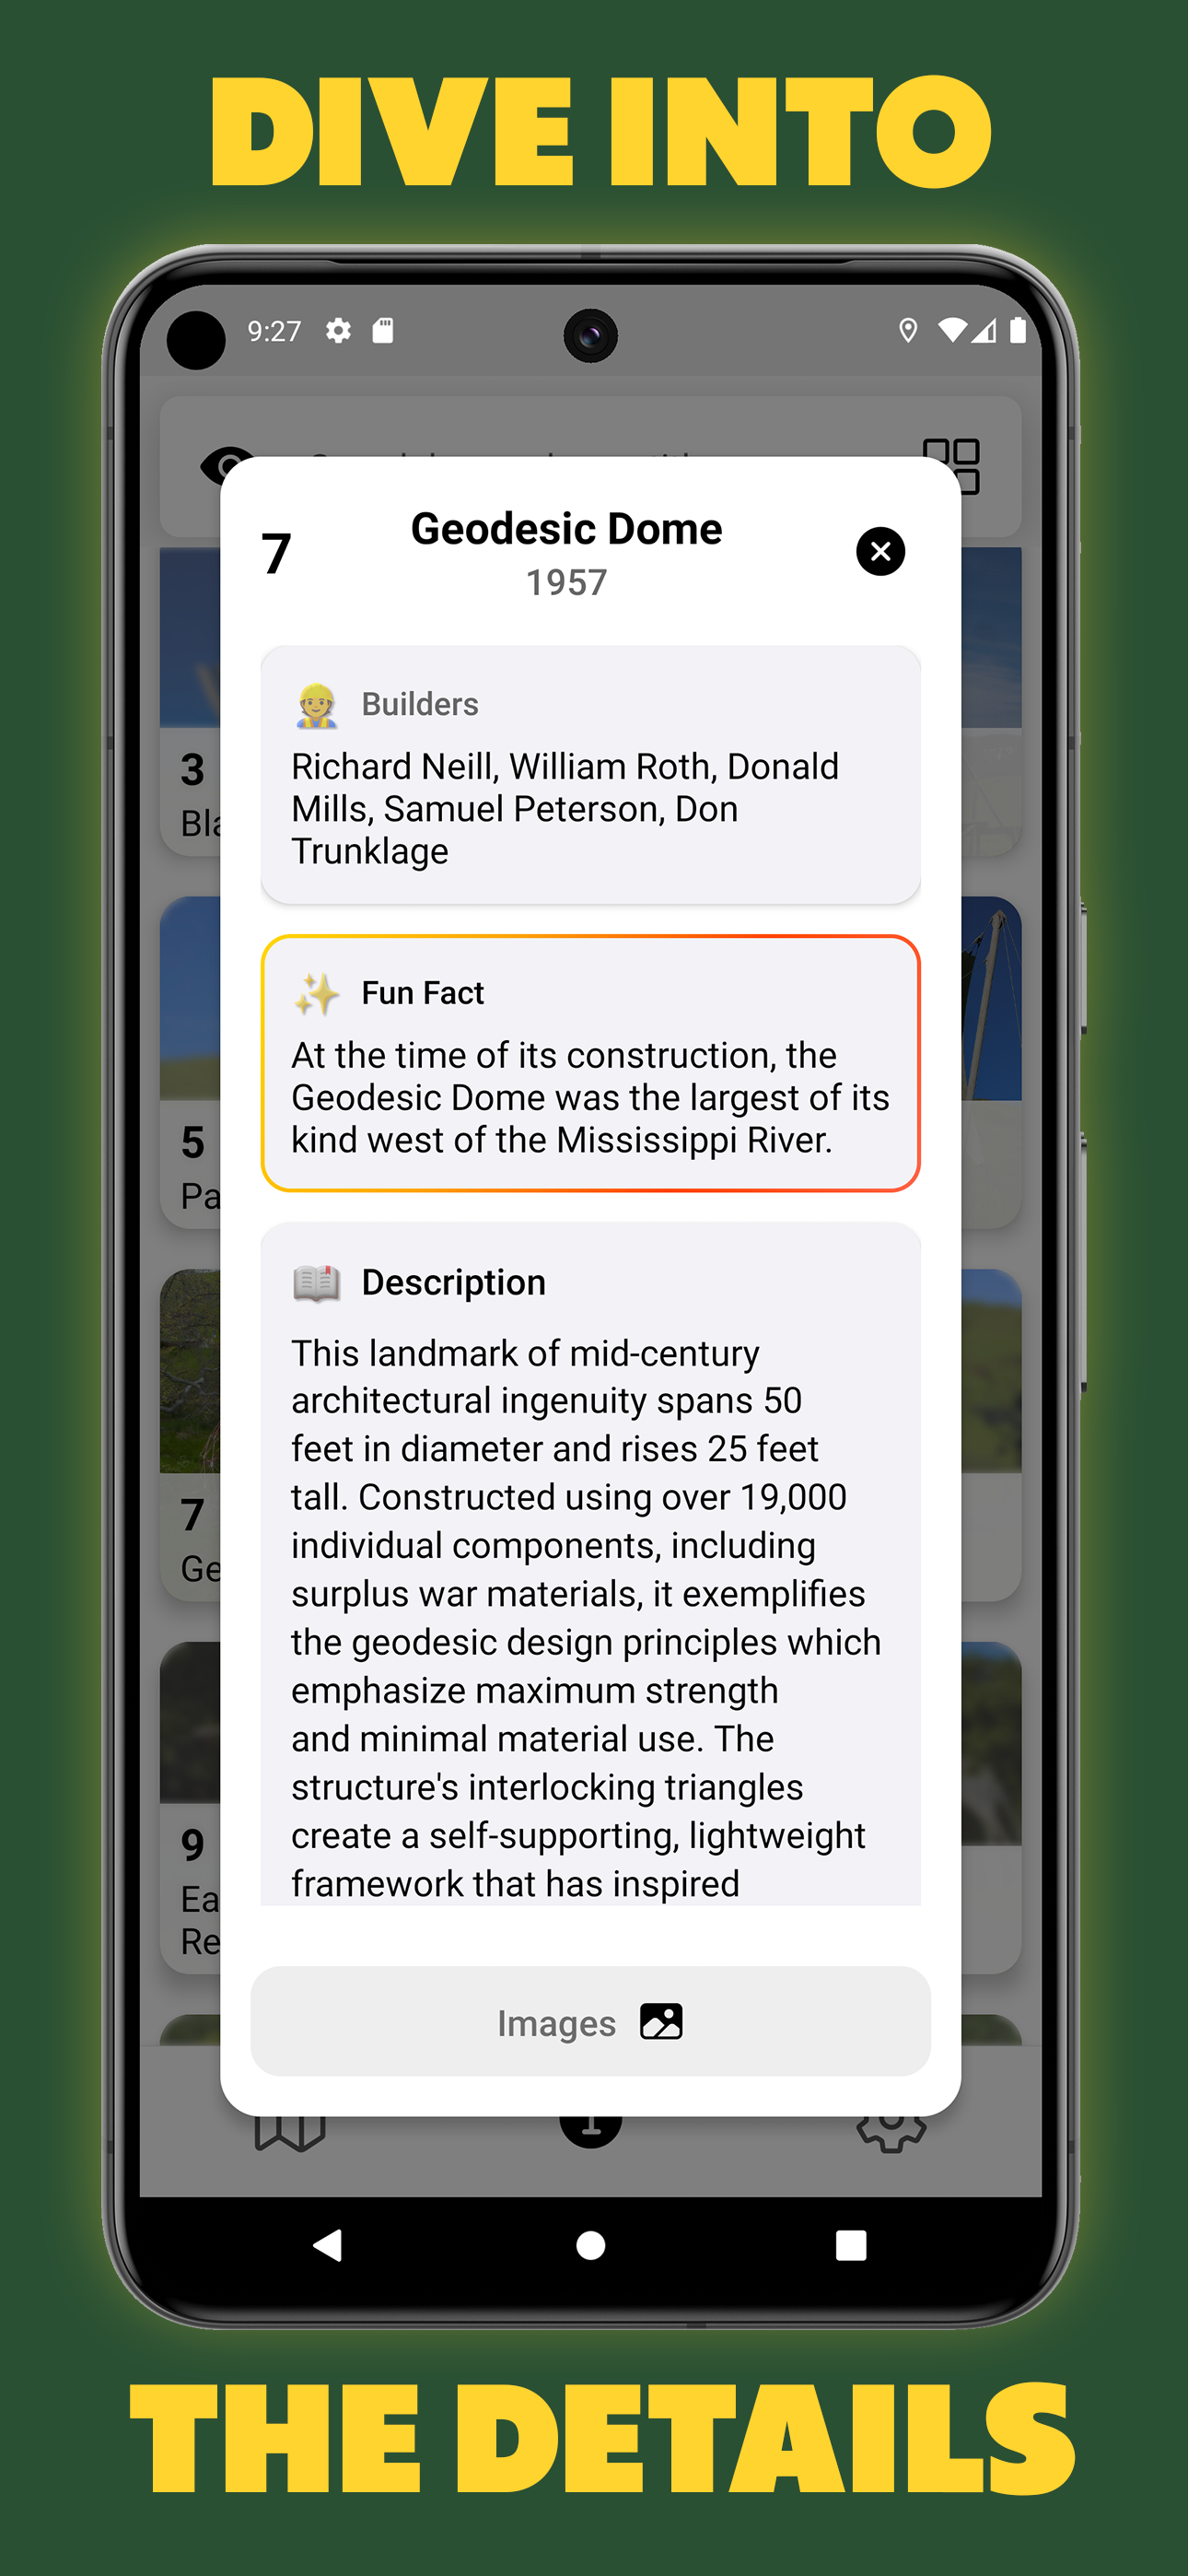 DIVE INTO
9:27
7
Geodesic Dome
1957
Builders
Richard Neill, William Roth, Donald
Mills, Samuel Peterson, Don
Trunklage
Fun Fact
At the time of its construction, the
Geodesic Dome was the largest of its
kind west of the Mississippi River.
Description
This landmark of mid-century
architectural ingenuity spans 50
feet in diameter and rises 25 feet
tall. Constructed using over 19,000
individual components, including
surplus war materials, it exemplifies
the geodesic design principles which
emphasize maximum strength
and minimal material use. The
structure's interlocking triangles
create a self-supporting, lightweight
framework that has inspired
Images
3
Bla
5
Pa
7
Ge
9
Ea
Re
THE DETAILS